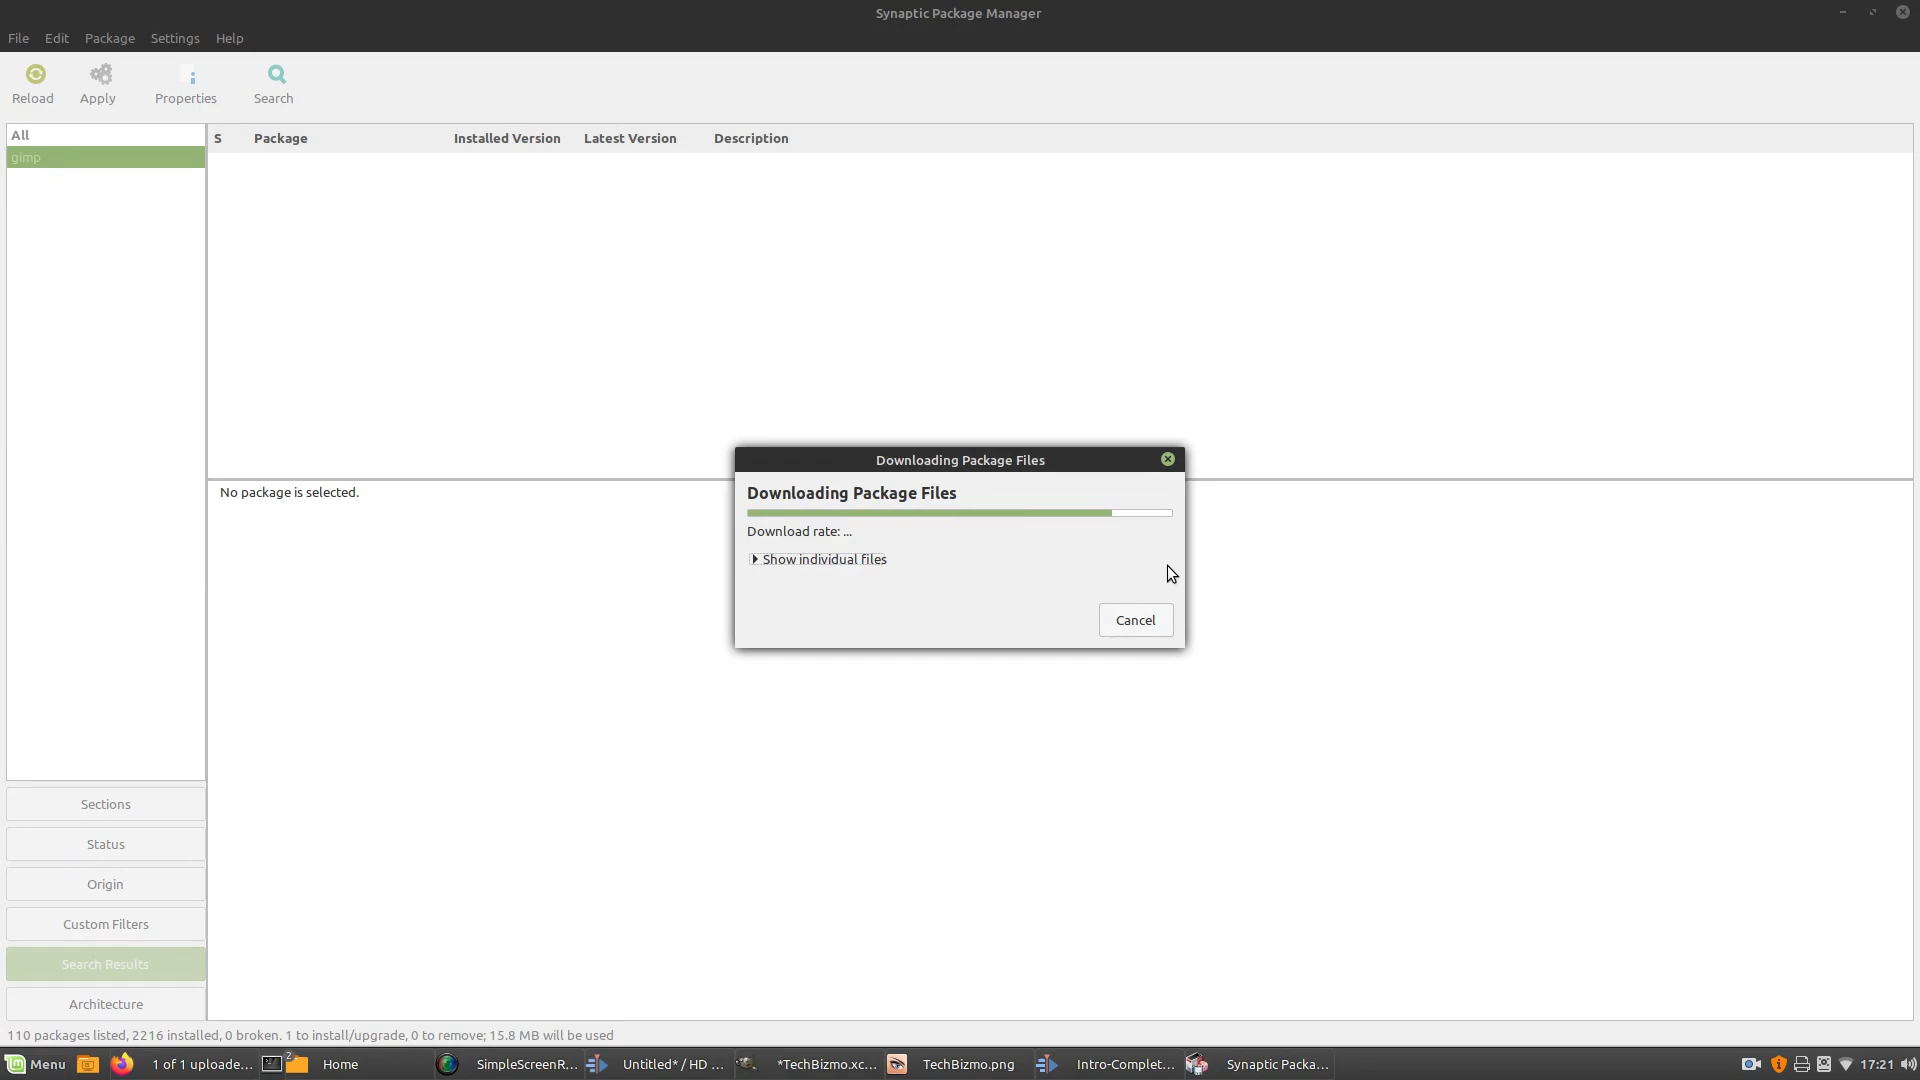 Synaptic Package Manager
File Edit Package Settings Help
Reload Apply Properties Search
All
gimp
S Package Installed Version Latest Version Description
No package is selected.
Downloading Package Files
Downloading Package Files
Download rate: ...
Show individual files
Cancel
Sections
Status
Origin
Custom Filters
Search Results
Architecture
110 packages listed, 2216 installed, 0 broken. 1 to install/upgrade, 0 to remove; 15.8 MB will be used
Menu 1 of 1 uploade... 2 Home SimpleScreenR... Untitled* / HD ... *TechBizmo.xc... TechBizmo.png Intro-Complet... Synaptic Packa... 17:21